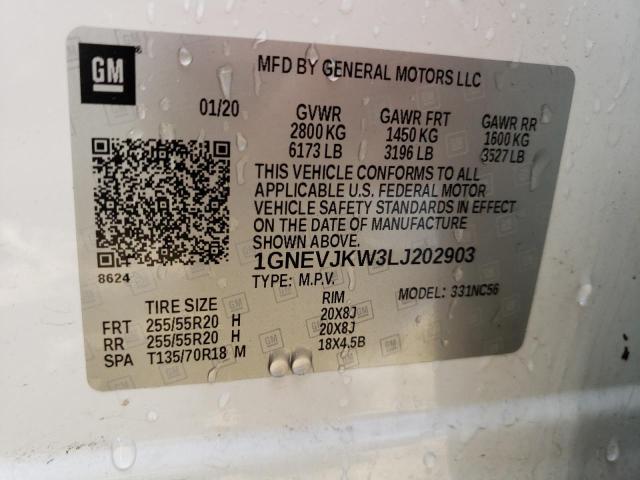 GM
MFD BY GENERAL MOTORS LLC
01/20 GVWR GAWR FRT GAWR RR
2800 KG 1450 KG 1600 KG
6173 LB 3196 LB 3527 LB
THIS VEHICLE CONFORMS TO ALL
APPLICABLE U.S. FEDERAL MOTOR
VEHICLE SAFETY STANDARDS IN EFFECT
ON THE DATE OF MANUFACTURE
SHOWN ABOVE.
1GNEVJKW3LJ202903
8624 TYPE: M.P.V. MODEL: 331NC56
TIRE SIZE RIM
FRT 255/55R20 H 20X8J
RR 255/55R20 H 20X8J
SPA T135/70R18 M 18X4.5B